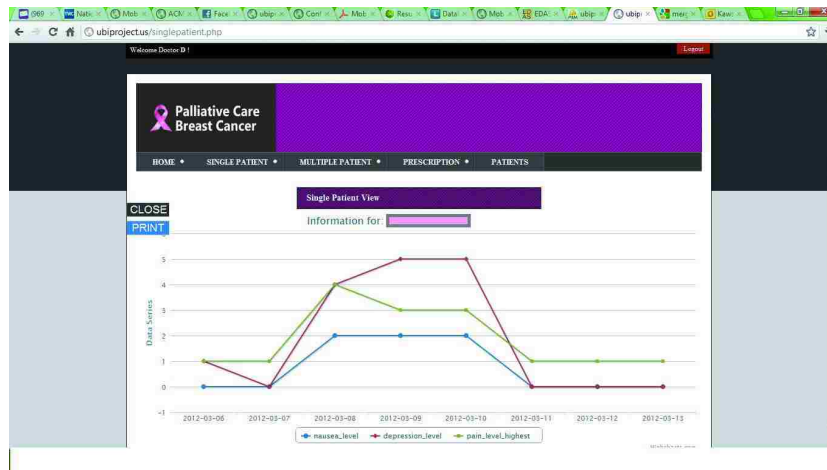 ubiproject.us/singlepatient.php
Welcome Doctor D !
Logout
Palliative Care
Breast Cancer
HOME • SINGLE PATIENT • MULTIPLE PATIENT • PRESCRIPTION • PATIENTS
Single Patient View
CLOSE
Information for:
PRINT
5
4
3
2
1
0
-1
Data Series
2012-03-06 2012-03-07 2012-03-08 2012-03-09 2012-03-10 2012-03-11 2012-03-12 2012-03-13
nausea_level depression_level pain_level_highest